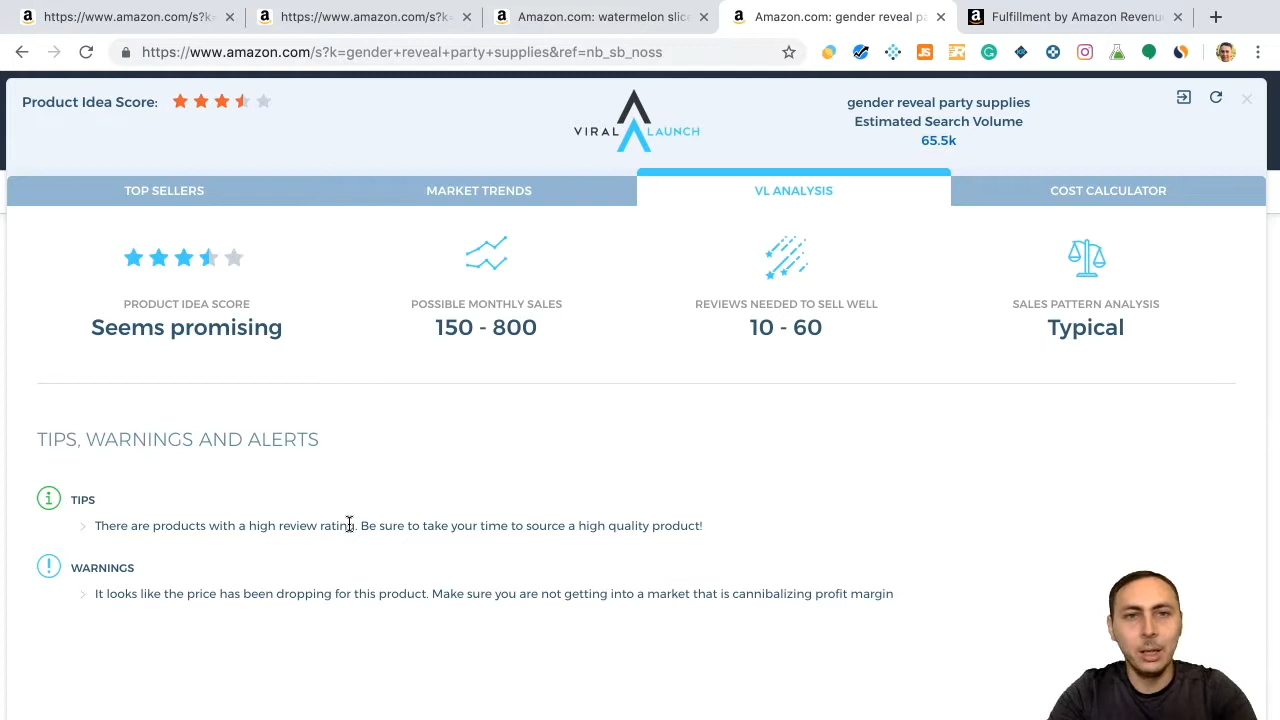 https://www.amazon.com/s?k=
https://www.amazon.com/s?k=
Amazon.com: watermelon slice
Amazon.com: gender reveal pa
Fulfillment by Amazon Revenu
https://www.amazon.com/s?k=gender+reveal+party+supplies&ref=nb_sb_noss
Product Idea Score:
VIRAL LAUNCH
gender reveal party supplies
Estimated Search Volume
65.5k
TOP SELLERS
MARKET TRENDS
VL ANALYSIS
COST CALCULATOR
PRODUCT IDEA SCORE
Seems promising
POSSIBLE MONTHLY SALES
150 - 800
REVIEWS NEEDED TO SELL WELL
10 - 60
SALES PATTERN ANALYSIS
Typical
TIPS, WARNINGS AND ALERTS
TIPS
There are products with a high review rating. Be sure to take your time to source a high quality product!
WARNINGS
It looks like the price has been dropping for this product. Make sure you are not getting into a market that is cannibalizing profit margin